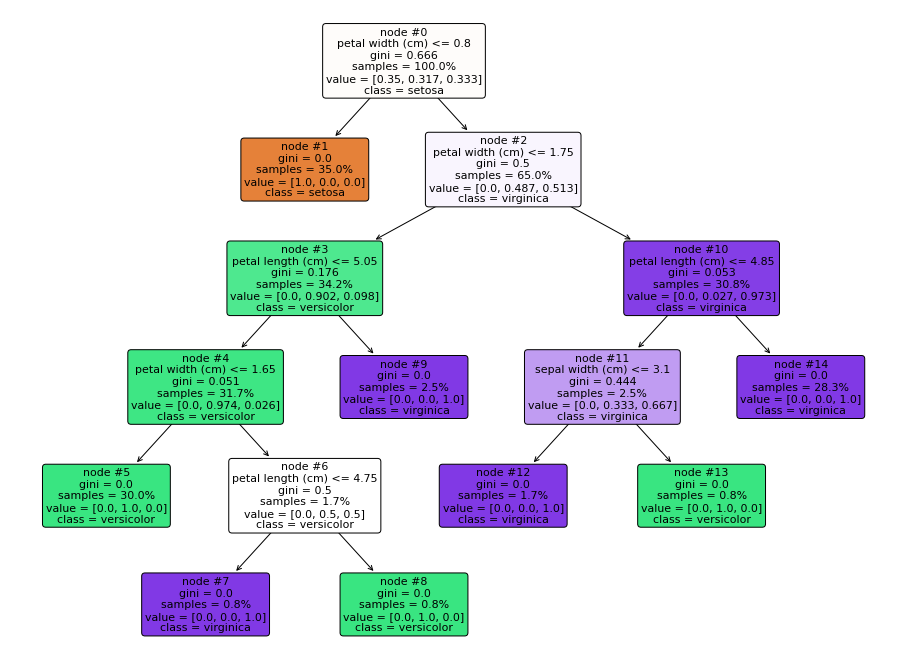 node #0
petal width (cm) <= 0.8
gini = 0.666
samples = 100.0%
value = [0.35, 0.317, 0.333]
class = setosa
node #1
gini = 0.0
samples = 35.0%
value = [1.0, 0.0, 0.0]
class = setosa
node #2
petal width (cm) <= 1.75
gini = 0.5
samples = 65.0%
value = [0.0, 0.487, 0.513]
class = virginica
node #3
petal length (cm) <= 5.05
gini = 0.176
samples = 34.2%
value = [0.0, 0.902, 0.098]
class = versicolor
node #10
petal length (cm) <= 4.85
gini = 0.053
samples = 30.8%
value = [0.0, 0.027, 0.973]
class = virginica
node #4
petal width (cm) <= 1.65
gini = 0.051
samples = 31.7%
value = [0.0, 0.974, 0.026]
class = versicolor
node #9
gini = 0.0
samples = 2.5%
value = [0.0, 0.0, 1.0]
class = virginica
node #11
sepal width (cm) <= 3.1
gini = 0.444
samples = 2.5%
value = [0.0, 0.333, 0.667]
class = virginica
node #14
gini = 0.0
samples = 28.3%
value = [0.0, 0.0, 1.0]
class = virginica
node #5
gini = 0.0
samples = 30.0%
value = [0.0, 1.0, 0.0]
class = versicolor
node #6
petal length (cm) <= 4.75
gini = 0.5
samples = 1.7%
value = [0.0, 0.5, 0.5]
class = versicolor
node #12
gini = 0.0
samples = 1.7%
value = [0.0, 0.0, 1.0]
class = virginica
node #13
gini = 0.0
samples = 0.8%
value = [0.0, 1.0, 0.0]
class = versicolor
node #7
gini = 0.0
samples = 0.8%
value = [0.0, 0.0, 1.0]
class = virginica
node #8
gini = 0.0
samples = 0.8%
value = [0.0, 1.0, 0.0]
class = versicolor